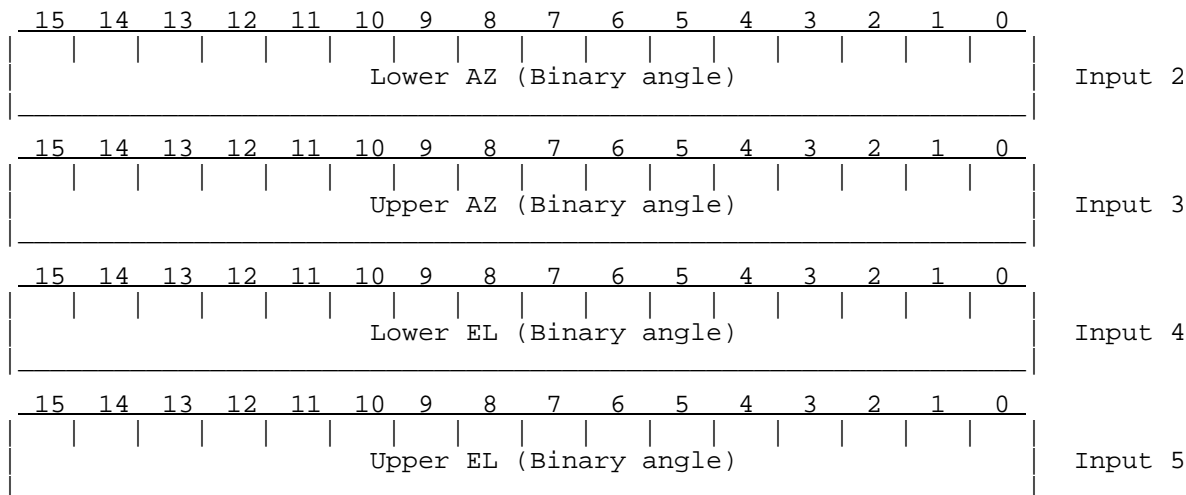 15 14 13 12 11 10 9 8 7 6 5 4 3 2 1 0
Lower AZ (Binary angle) Input 2
15 14 13 12 11 10 9 8 7 6 5 4 3 2 1 0
Upper AZ (Binary angle) Input 3
15 14 13 12 11 10 9 8 7 6 5 4 3 2 1 0
Lower EL (Binary angle) Input 4
15 14 13 12 11 10 9 8 7 6 5 4 3 2 1 0
Upper EL (Binary angle) Input 5